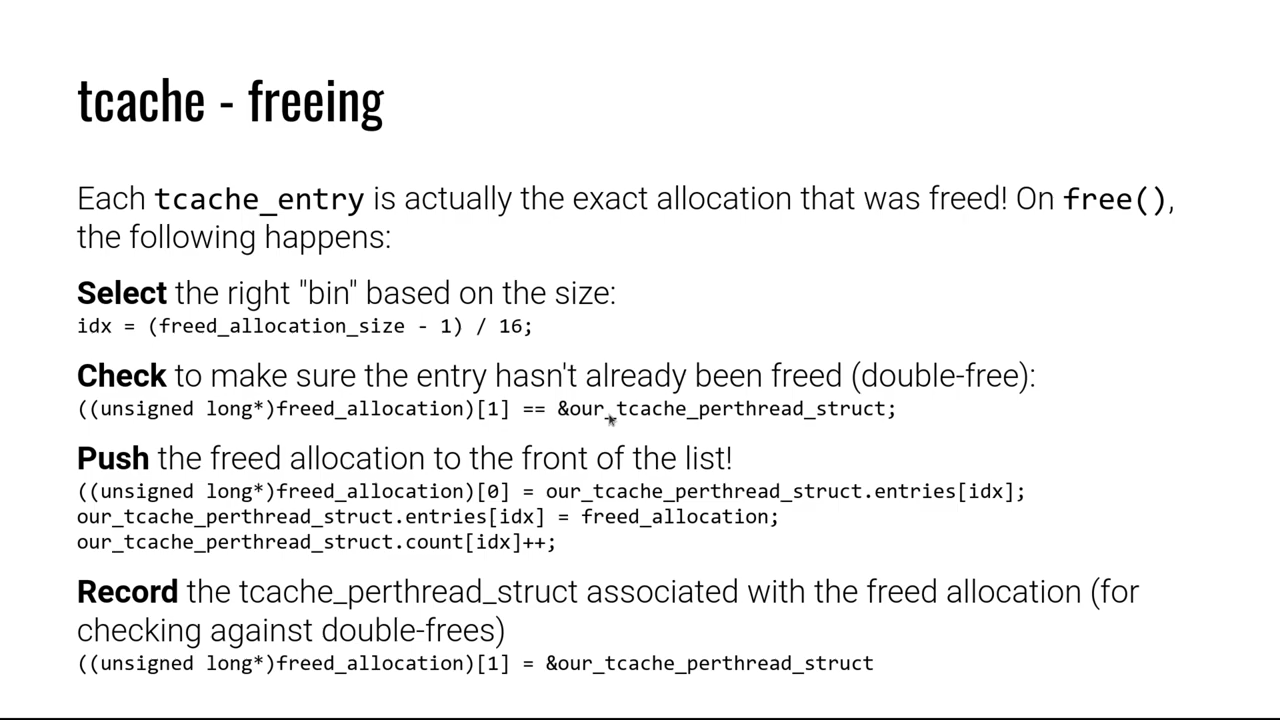 tcache - freeing
Each tcache_entry is actually the exact allocation that was freed! On free(),
the following happens:
Select the right "bin" based on the size:
idx = (freed_allocation_size - 1) / 16;
Check to make sure the entry hasn't already been freed (double-free):
((unsigned long*)freed_allocation)[1] == &our_tcache_perthread_struct;
Push the freed allocation to the front of the list!
((unsigned long*)freed_allocation)[0] = our_tcache_perthread_struct.entries[idx];
our_tcache_perthread_struct.entries[idx] = freed_allocation;
our_tcache_perthread_struct.count[idx]++;
Record the tcache_perthread_struct associated with the freed allocation (for
checking against double-frees)
((unsigned long*)freed_allocation)[1] = &our_tcache_perthread_struct